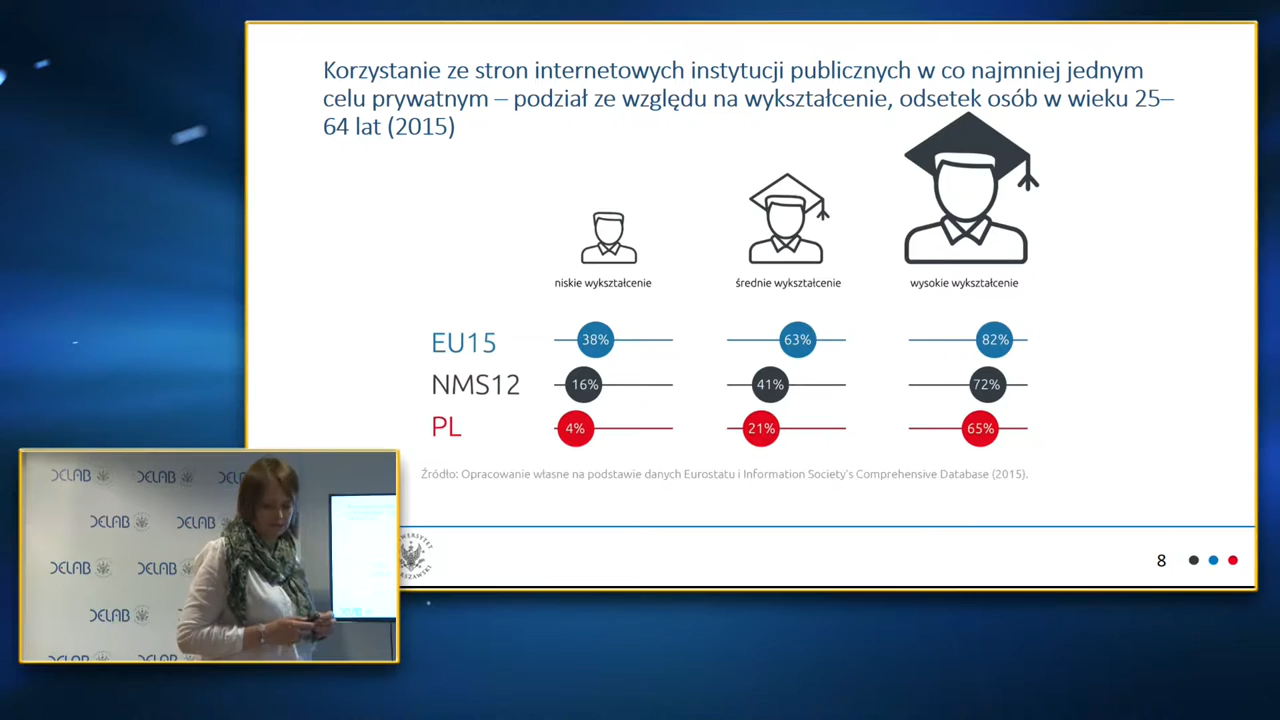 Korzystanie ze stron internetowych instytucji publicznych w co najmniej jednym
celu prywatnym – podział ze względu na wykształcenie, odsetek osób w wieku 25–
64 lat (2015)
niskie wykształcenie
średnie wykształcenie
wysokie wykształcenie
EU15 38% 63% 82%
NMS12 16% 41% 72%
PL 4% 21% 65%
Źródło: Opracowanie własne na podstawie danych Eurostatu i Information Society's Comprehensive Database (2015).
8
DELAB DELAB DELAB
DELAB DELAB
DELAB DELAB
DELAB
DELAB DELAB